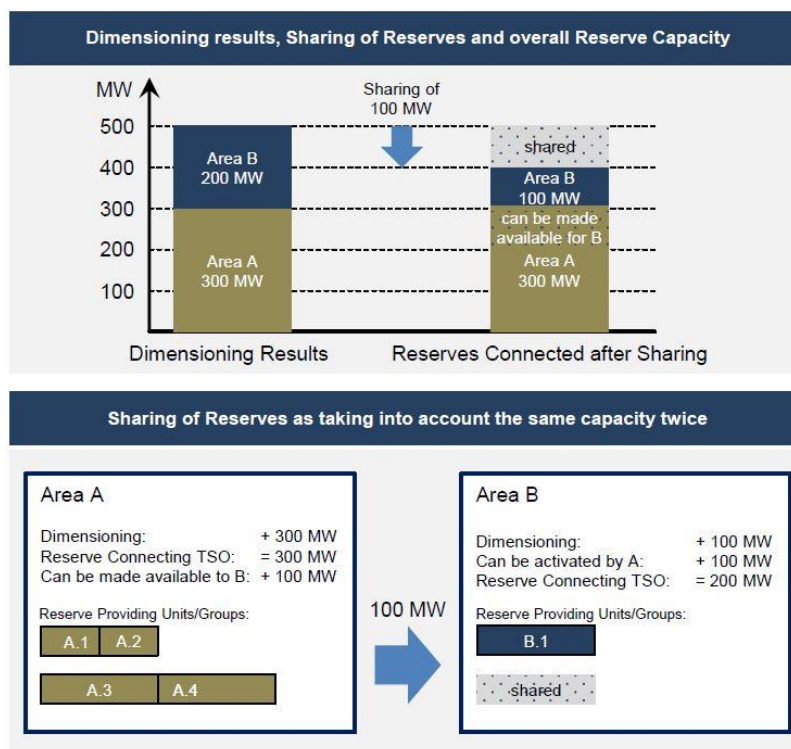 Dimensioning results, Sharing of Reserves and overall Reserve Capacity
MW
Sharing of
100 MW
500
400
300
200
100
Area B
200 MW
Area A
300 MW
shared
Area B
100 MW
can be made
available for B
Area A
300 MW
Dimensioning Results
Reserves Connected after Sharing
Sharing of Reserves as taking into account the same capacity twice
Area A
Dimensioning: + 300 MW
Reserve Connecting TSO: = 300 MW
Can be made available to B: + 100 MW
Reserve Providing Units/Groups:
A.1 A.2
A.3 A.4
100 MW
Area B
Dimensioning: + 100 MW
Can be activated by A: + 100 MW
Reserve Connecting TSO: = 200 MW
Reserve Providing Units/Groups:
B.1
shared